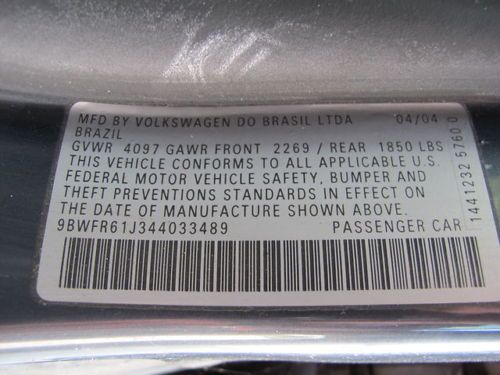 MFD BY VOLKSWAGEN DO BRASIL LTDA 04/04
BRAZIL
GVWR 4097 GAWR FRONT 2269 / REAR 1850 LBS
THIS VEHICLE CONFORMS TO ALL APPLICABLE U.S.
FEDERAL MOTOR VEHICLE SAFETY, BUMPER AND
THEFT PREVENTIONS STANDARDS IN EFFECT ON
THE DATE OF MANUFACTURE SHOWN ABOVE.
9BWFR61J344033489 PASSENGER CAR
1441232 5760 0